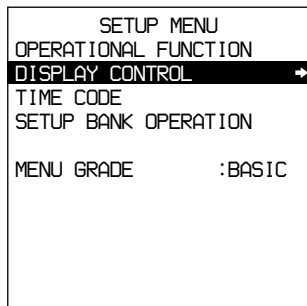 SETUP MENU
OPERATIONAL FUNCTION
DISPLAY CONTROL
TIME CODE
SETUP BANK OPERATION
MENU GRADE :BASIC